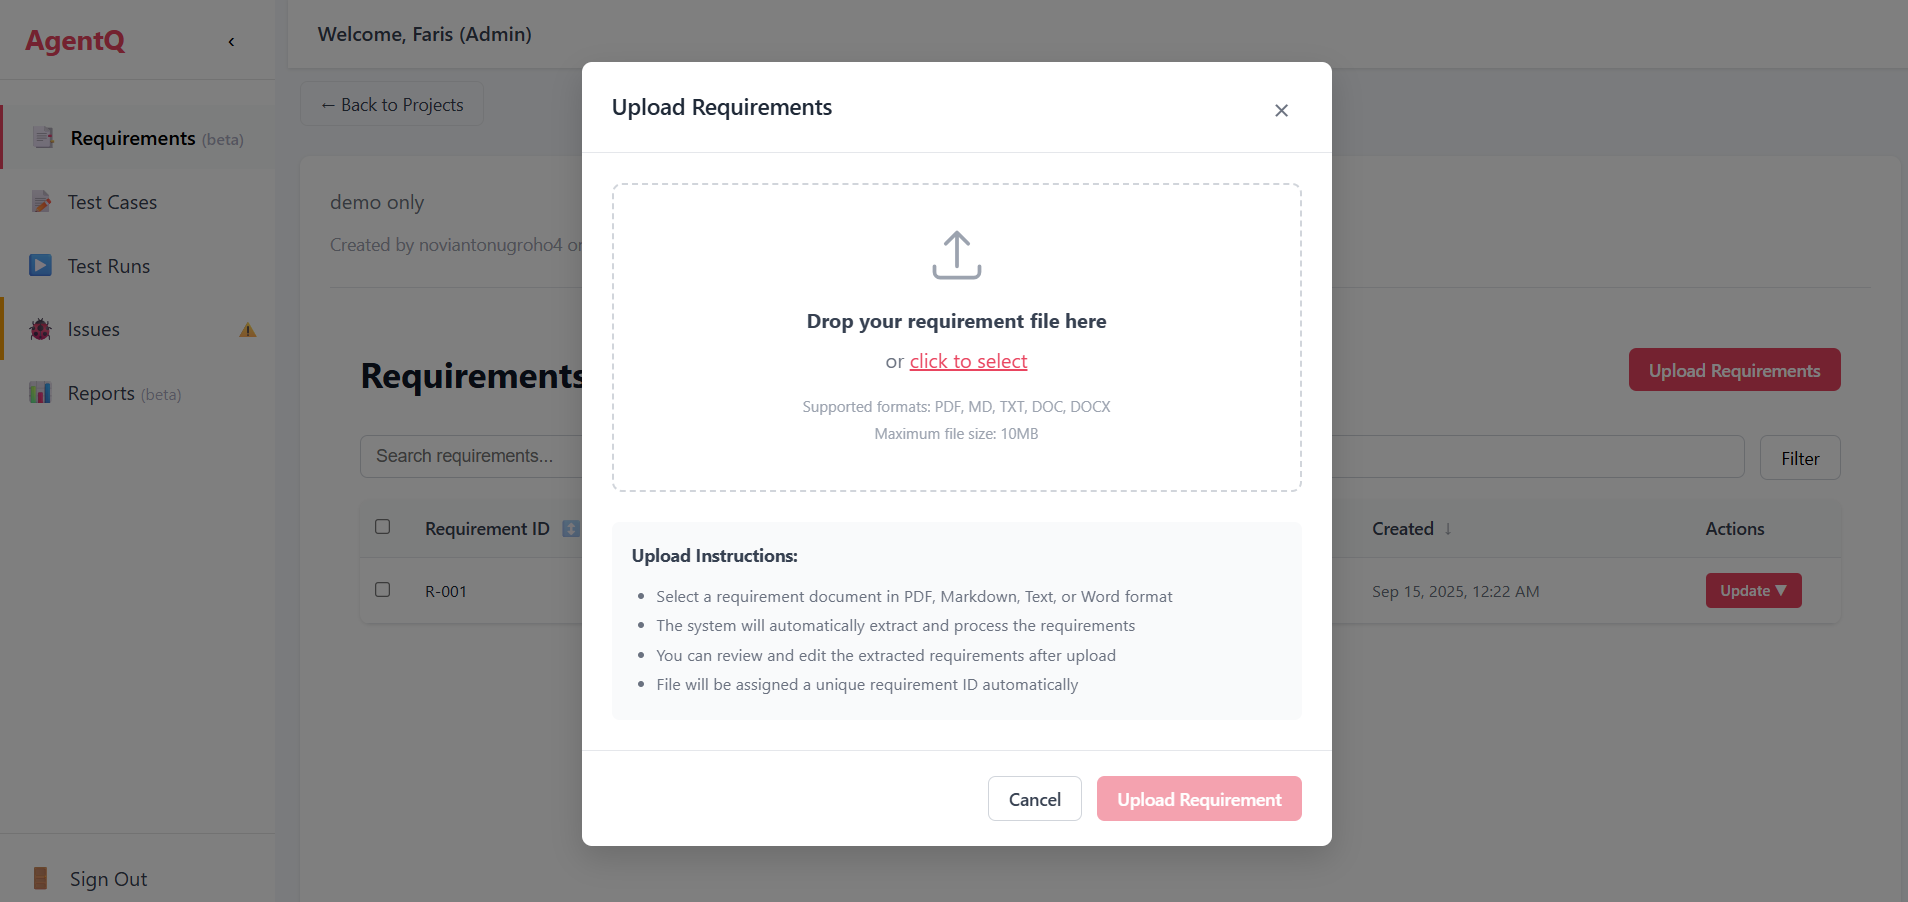 AgentQ
Welcome, Faris (Admin)
← Back to Projects
Requirements (beta)
Test Cases
Test Runs
Issues
Reports (beta)
Sign Out
demo only
Created by noviantonugroho4
Requirements
Upload Requirements
Search requirements...
Filter
Requirement ID
Created ↓
Actions
R-001
Sep 15, 2025, 12:22 AM
Update ▼
Upload Requirements
Drop your requirement file here
or click to select
Supported formats: PDF, MD, TXT, DOC, DOCX
Maximum file size: 10MB
Upload Instructions:
• Select a requirement document in PDF, Markdown, Text, or Word format
• The system will automatically extract and process the requirements
• You can review and edit the extracted requirements after upload
• File will be assigned a unique requirement ID automatically
Cancel
Upload Requirement